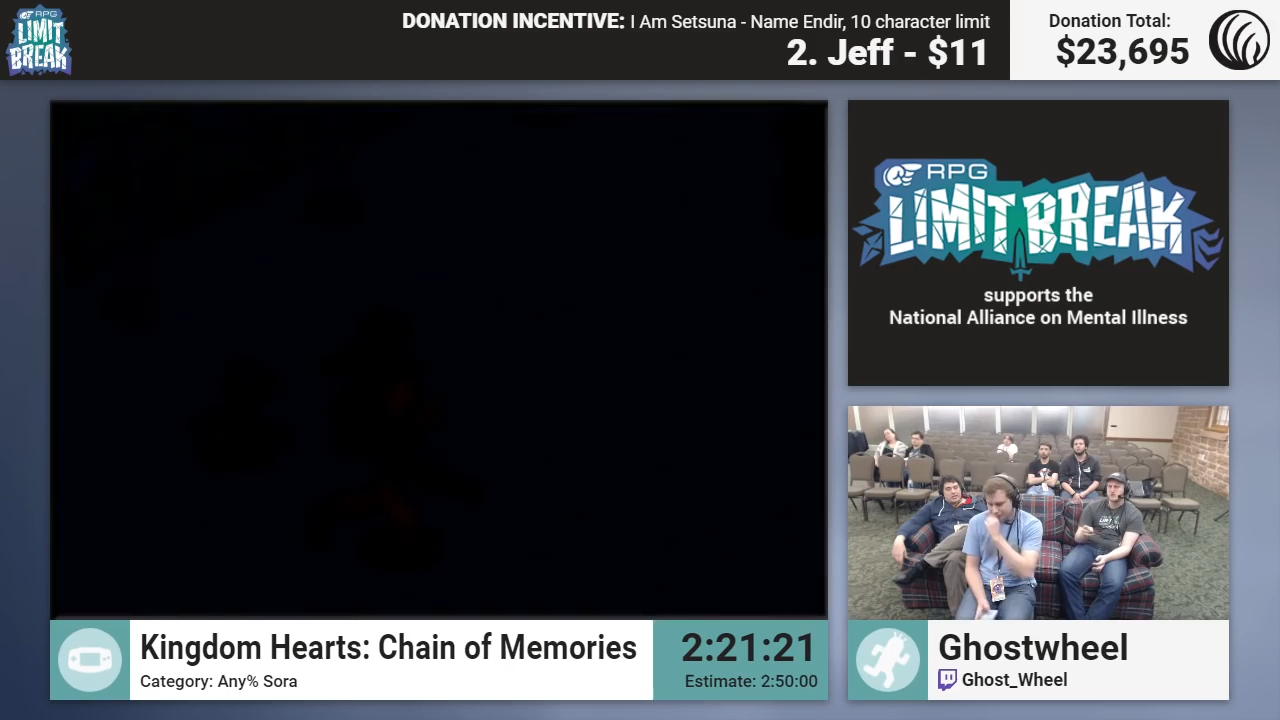 RPG
LIMIT
BREAK
DONATION INCENTIVE: I Am Setsuna - Name Endir, 10 character limit
2. Jeff - $11
Donation Total:
$23,695
RPG
LIMIT BREAK
supports the
National Alliance on Mental Illness
Kingdom Hearts: Chain of Memories
Category: Any% Sora
2:21:21
Estimate: 2:50:00
Ghostwheel
Ghost_Wheel